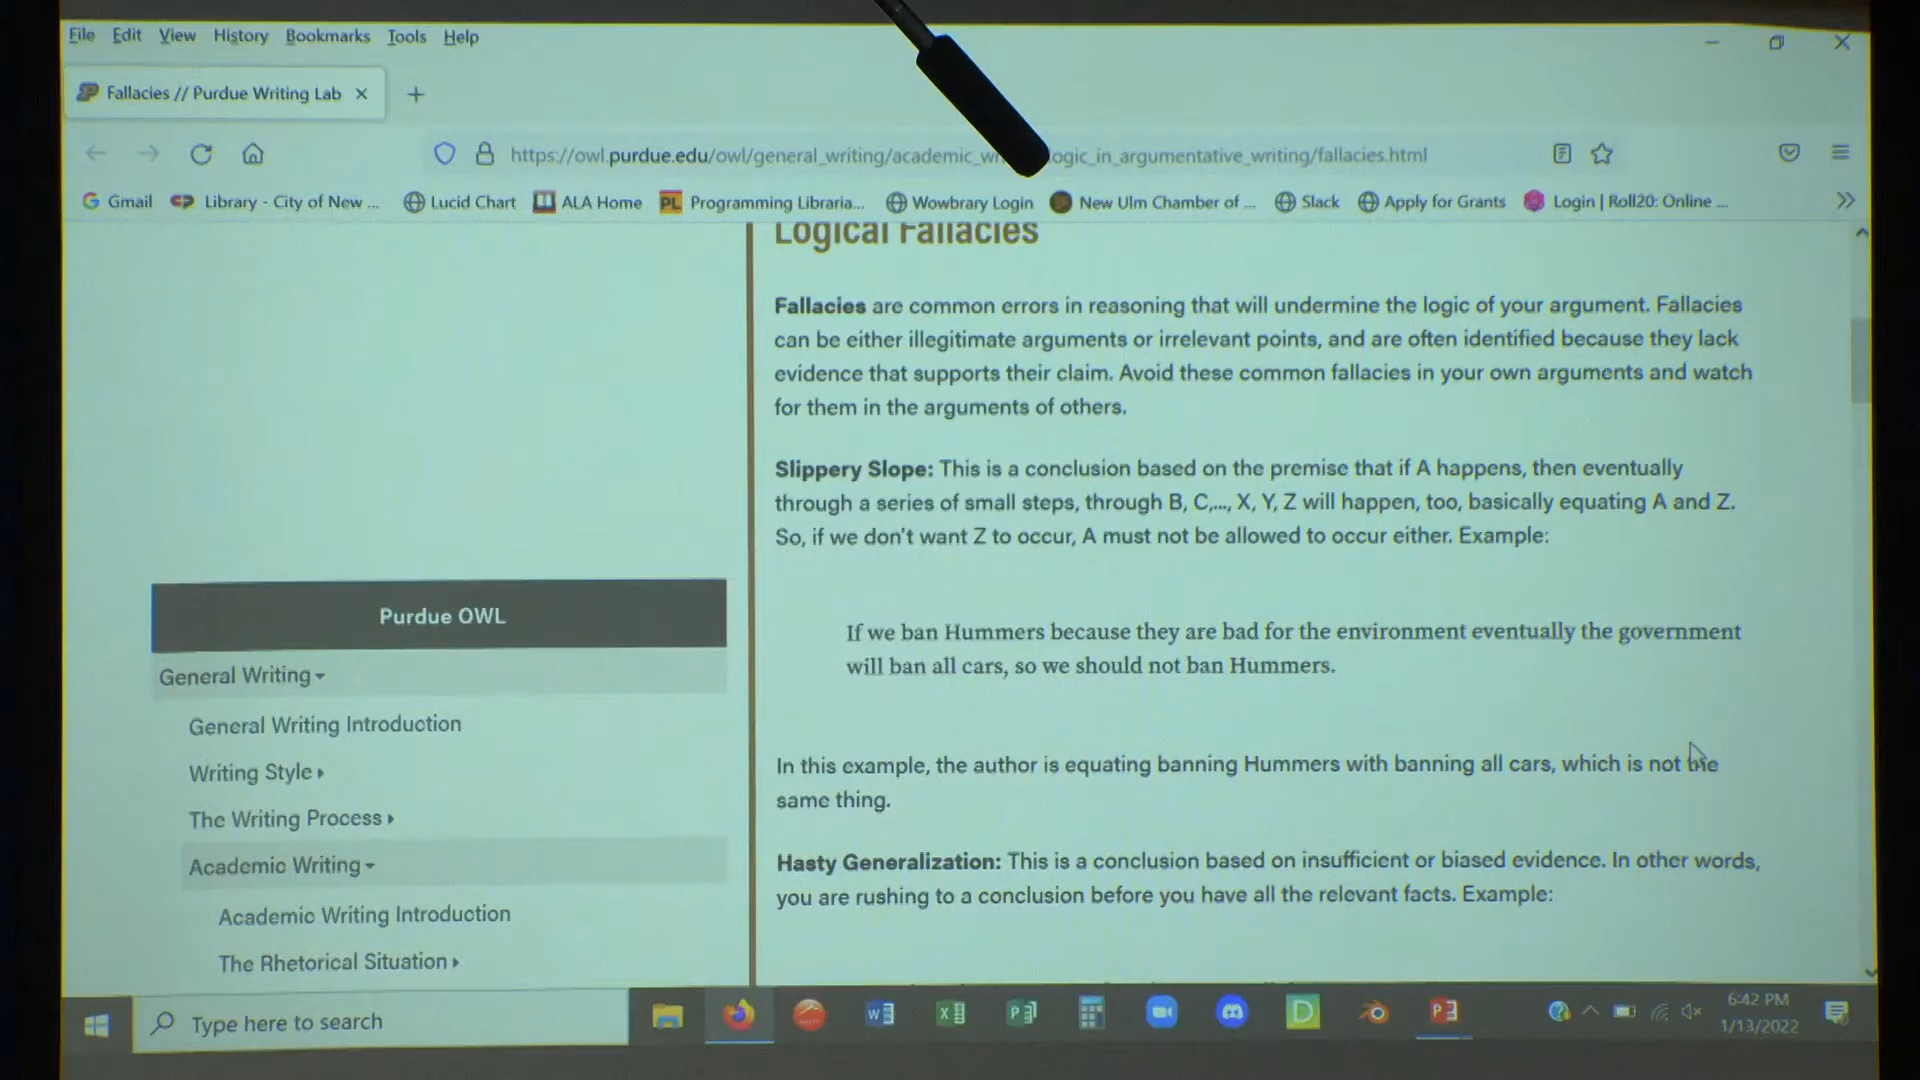 File Edit View History Bookmarks Tools Help
Fallacies // Purdue Writing Lab
https://owl.purdue.edu/owl/general_writing/academic_wr logic_in_argumentative_writing/fallacies.html
Gmail Library - City of New ... Lucid Chart ALA Home PL Programming Libraria... Wowbrary Login New Ulm Chamber of ... Slack Apply for Grants Login | Roll20: Online ...
Logical Fallacies
Fallacies are common errors in reasoning that will undermine the logic of your argument. Fallacies
can be either illegitimate arguments or irrelevant points, and are often identified because they lack
evidence that supports their claim. Avoid these common fallacies in your own arguments and watch
for them in the arguments of others.
Slippery Slope: This is a conclusion based on the premise that if A happens, then eventually
through a series of small steps, through B, C,..., X, Y, Z will happen, too, basically equating A and Z.
So, if we don't want Z to occur, A must not be allowed to occur either. Example:
If we ban Hummers because they are bad for the environment eventually the government
will ban all cars, so we should not ban Hummers.
In this example, the author is equating banning Hummers with banning all cars, which is not the
same thing.
Hasty Generalization: This is a conclusion based on insufficient or biased evidence. In other words,
you are rushing to a conclusion before you have all the relevant facts. Example:
Purdue OWL
General Writing
General Writing Introduction
Writing Style
The Writing Process
Academic Writing
Academic Writing Introduction
The Rhetorical Situation
Type here to search
6:42 PM
1/13/2022